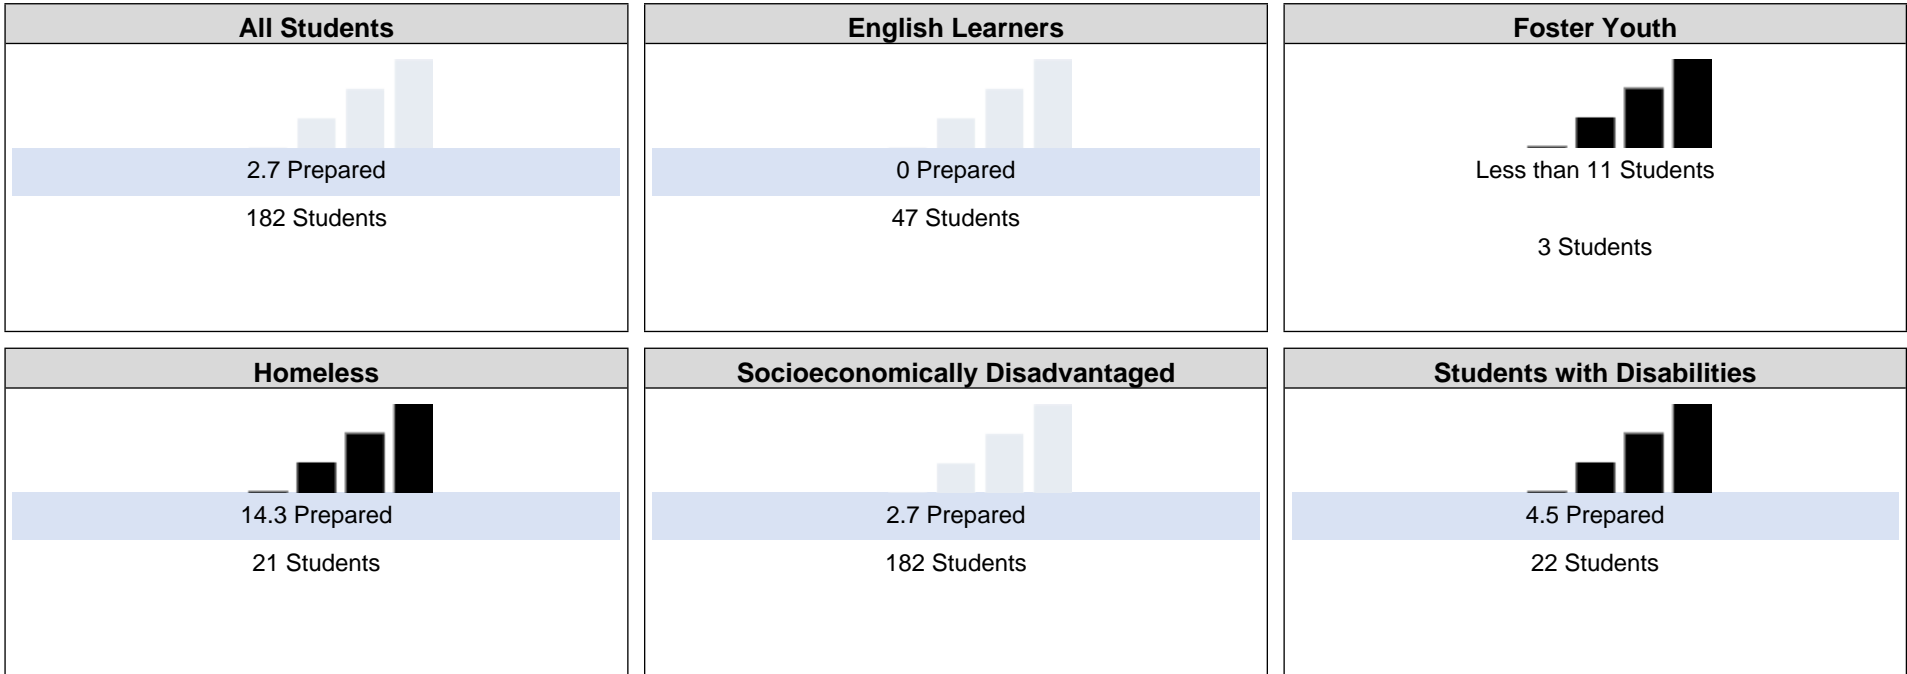 All Students
2.7 Prepared
182 Students
English Learners
0 Prepared
47 Students
Foster Youth
Less than 11 Students
3 Students
Homeless
14.3 Prepared
21 Students
Socioeconomically Disadvantaged
2.7 Prepared
182 Students
Students with Disabilities
4.5 Prepared
22 Students